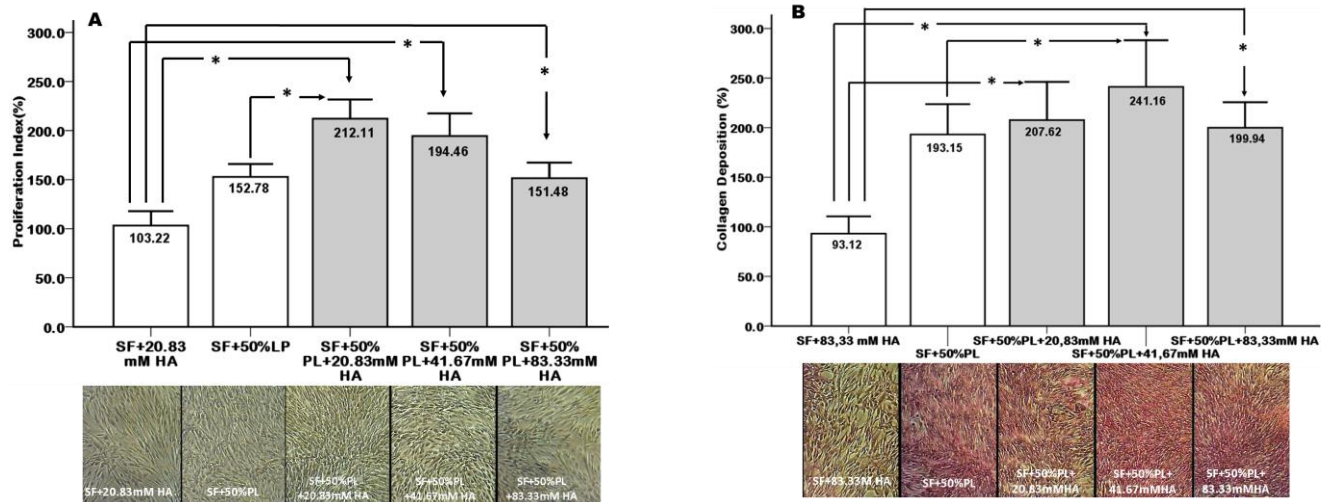 A
Proliferation Index(%)
300.0
250.0
200.0
150.0
100.0
50.0
0.0
*
*
*
*
103.22
152.78
212.11
194.46
151.48
SF+20.83
mM HA
SF+50%LP
SF+50%
PL+20.83mM
HA
SF+50%
PL+41.67mM
HA
SF+50%
PL+83.33mM
HA
SF+20.83mM HA
SF+50%PL
SF+50%PL
+20.83mM HA
SF+50%PL
+41.67mM HA
SF+50%PL
+83.33mM HA
B
Collagen Deposition (%)
300.0
250.0
200.0
150.0
100.0
50.0
0.0
*
*
*
*
93.12
193.15
207.62
241.16
199.94
SF+83,33 mM HA
SF+50%PL
SF+50%PL+20,83mM HA
SF+50%PL+41,67mM HA
SF+50%PL+83,33mM HA
SF+83.33M HA
SF+50%PL
SF+50%PL+
20.83mMHA
SF+50%PL+
41.67mMHA
SF+50%PL+
83.33mMHA